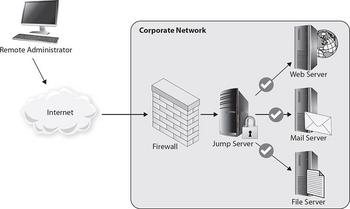 Corporate Network
Remote Administrator
Web Server
Internet
Firewall
Jump Server
Mail Server
File Server